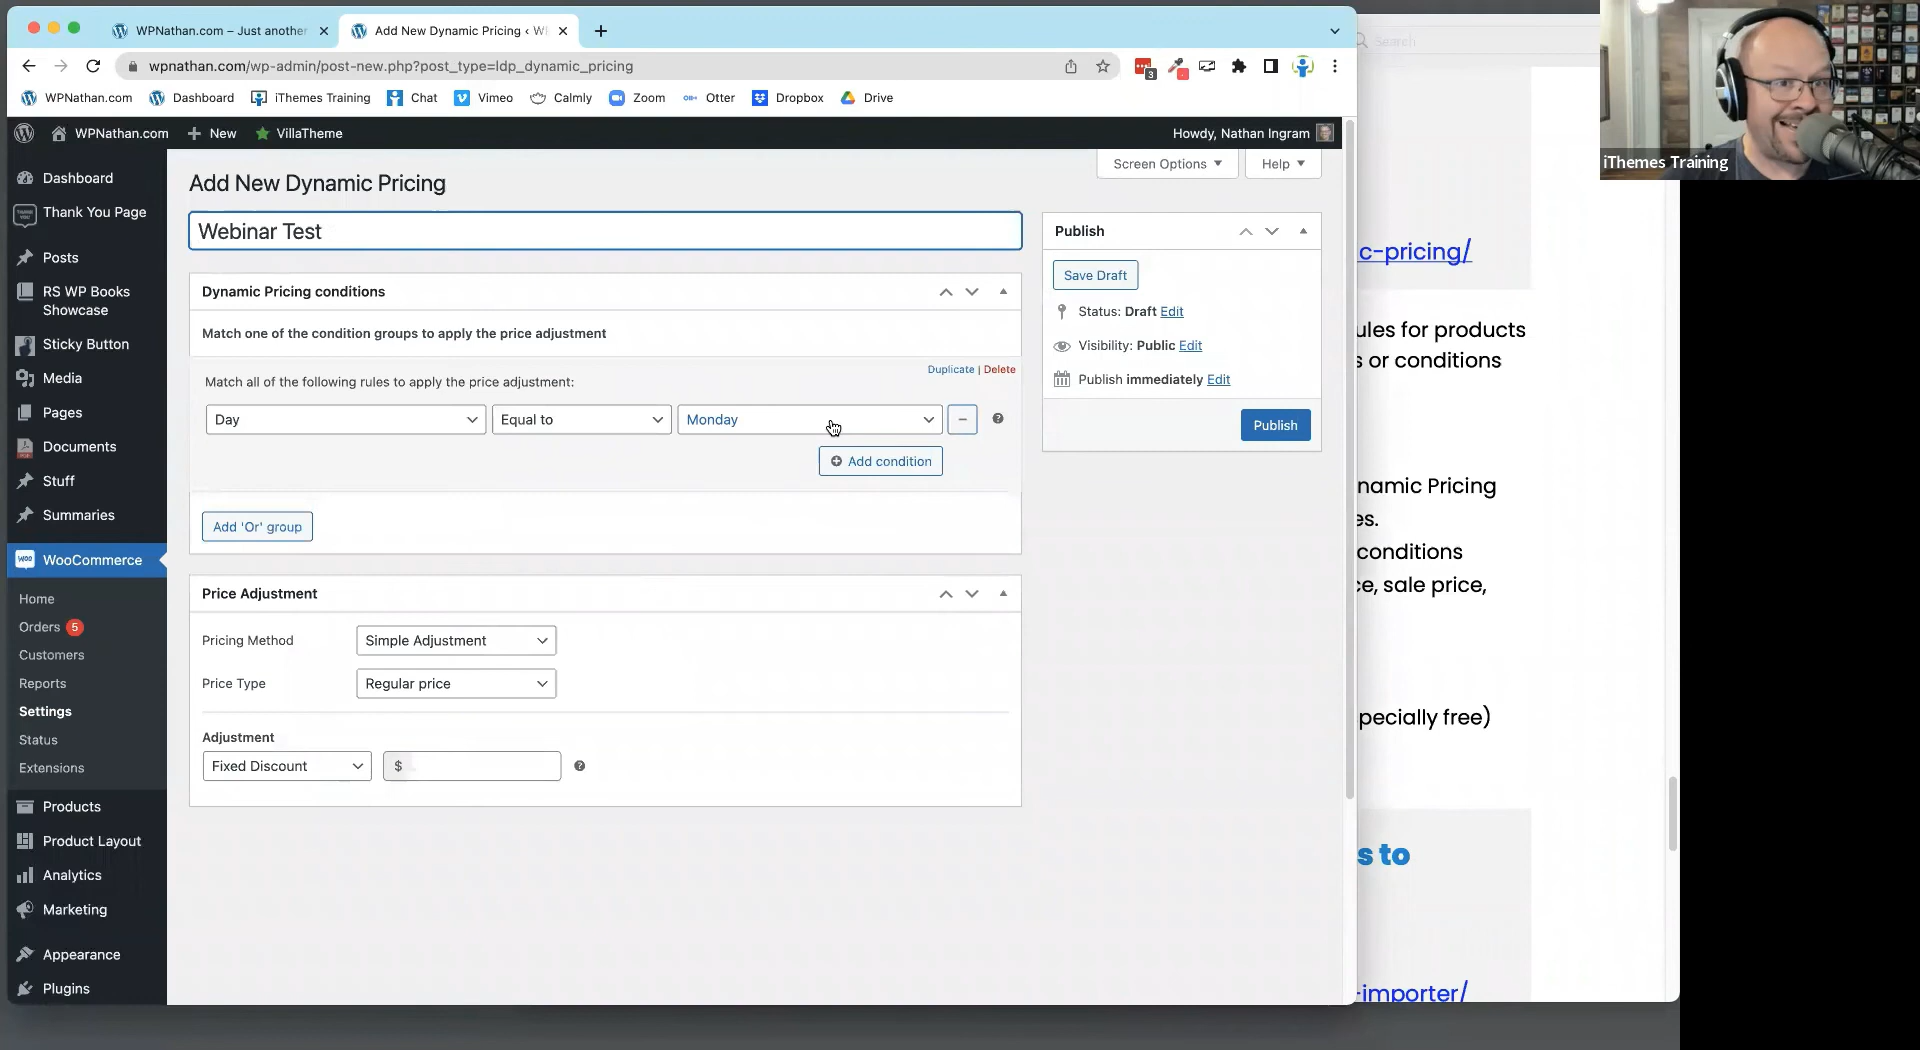 WPNathan.com – Just another
Add New Dynamic Pricing ‹ W
wpnathan.com/wp-admin/post-new.php?post_type=ldp_dynamic_pricing
3
WPNathan.com
Dashboard
iThemes Training
Chat
Vimeo
Calmly
Zoom
Otter
Dropbox
Drive
WPNathan.com
New
VillaTheme
Howdy, Nathan Ingram
Dashboard
Thank You Page
Posts
RS WP Books
Showcase
Sticky Button
Media
Pages
Documents
Stuff
Summaries
WooCommerce
Home
Orders 5
Customers
Reports
Settings
Status
Extensions
Products
Product Layout
Analytics
Marketing
Appearance
Plugins
Screen Options
Help
Add New Dynamic Pricing
Webinar Test
Dynamic Pricing conditions
Match one of the condition groups to apply the price adjustment
Duplicate | Delete
Match all of the following rules to apply the price adjustment:
Day
Equal to
Monday
Add condition
Add 'Or' group
Price Adjustment
Pricing Method
Simple Adjustment
Price Type
Regular price
Adjustment
Fixed Discount
$
Publish
Save Draft
Status: Draft Edit
Visibility: Public Edit
Publish immediately Edit
Publish
Search
c-pricing/
ules for products
s or conditions
namic Pricing
es.
conditions
ce, sale price,
pecially free)
s to
-importer/
iThemes Training